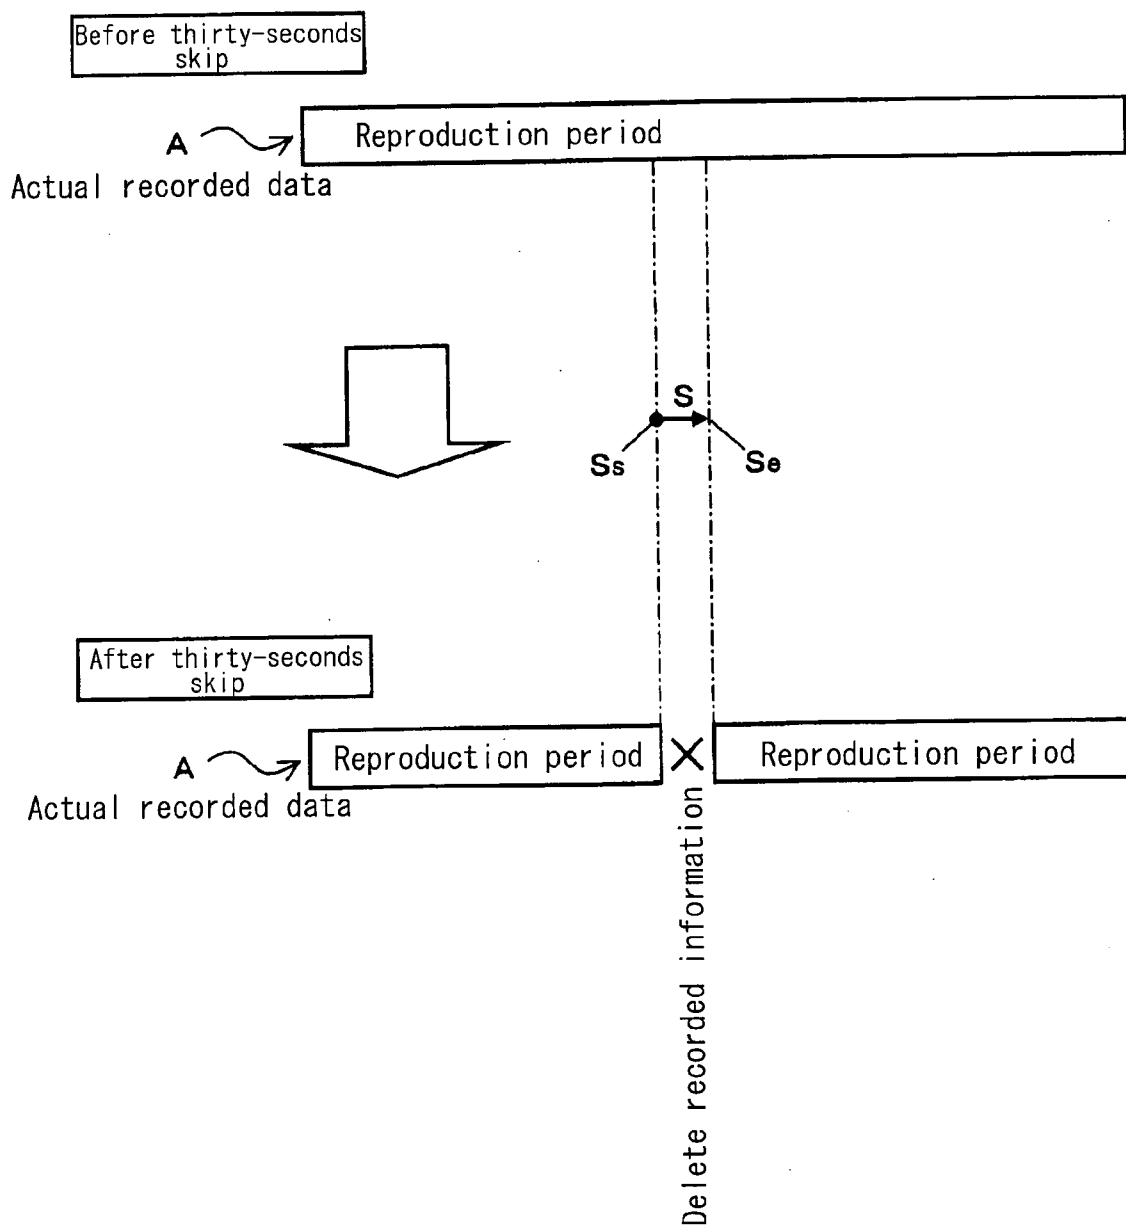 Before thirty-seconds
skip
Reproduction period
A
Actual recorded data
S
Ss
Se
After thirty-seconds
skip
Reproduction period
Reproduction period
A
Actual recorded data
Delete recorded information